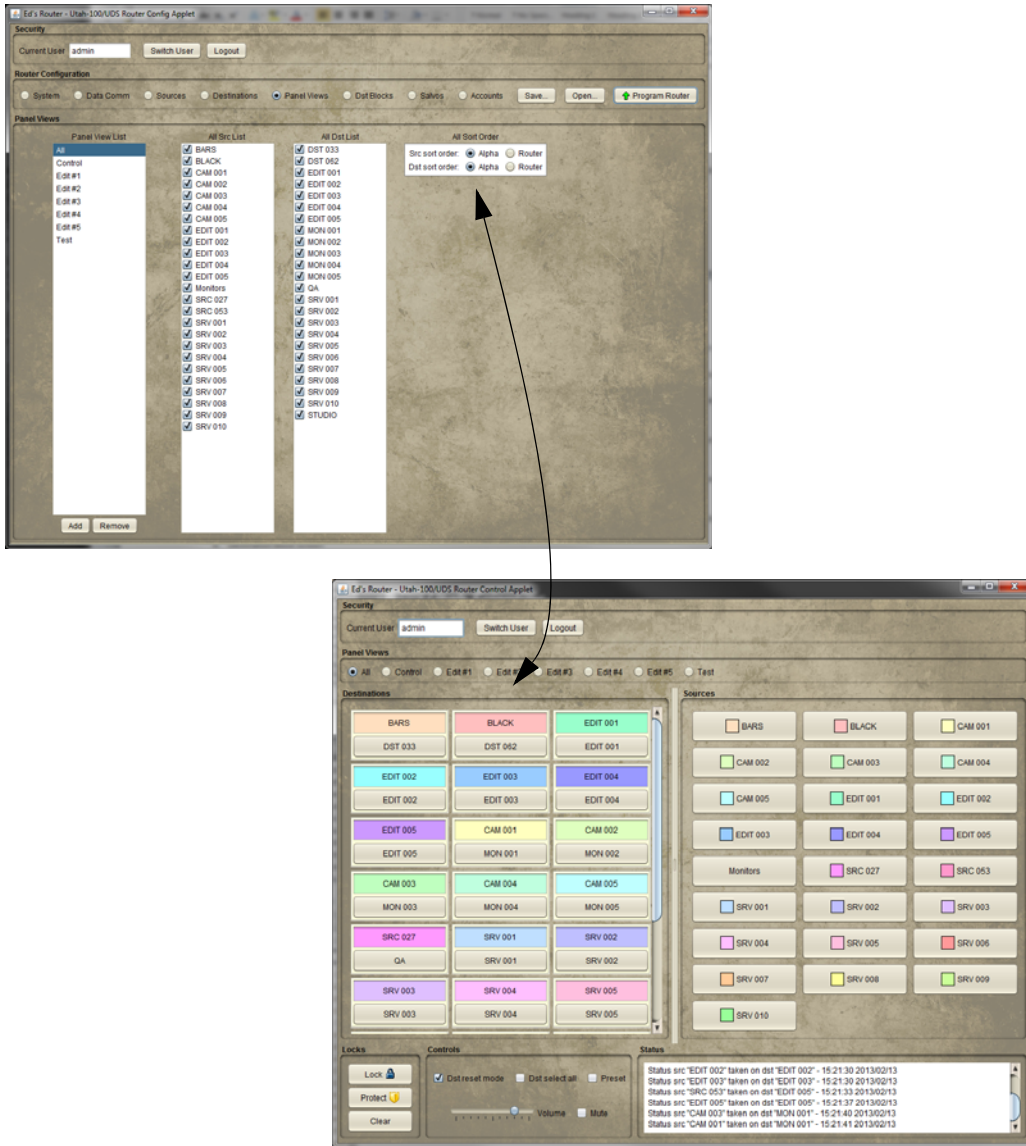 Ed's Router - Utah-100/UDS Router Config Applet
Security
Current User admin Switch User Logout
Router Configuration
System Data Comm Sources Destinations Panel Views Dst Blocks Salvos Accounts Save... Open... Program Router
Panel Views
Panel View List All Src List All Dst List All Sort Order
All BARS DST 033 Src sort order: Alpha Router
Control BLACK DST 062 Dst sort order: Alpha Router
Edit #1 CAM 001 EDIT 001
Edit #2 CAM 002 EDIT 002
Edit #3 CAM 003 EDIT 003
Edit #4 CAM 004 EDIT 004
Edit #5 CAM 005 EDIT 005
Test EDIT 001 MON 001
EDIT 002 MON 002
EDIT 003 MON 003
EDIT 004 MON 004
EDIT 005 MON 005
Monitors QA
SRC 027 SRV 001
SRC 053 SRV 002
SRV 001 SRV 003
SRV 002 SRV 004
SRV 003 SRV 005
SRV 004 SRV 006
SRV 005 SRV 007
SRV 006 SRV 008
SRV 007 SRV 009
SRV 008 SRV 010
SRV 009 STUDIO
SRV 010
Add Remove
Ed's Router - Utah-100/UDS Router Control Applet
Security
Current User admin Switch User Logout
Panel Views
All Control Edit #1 Edit #2 Edit #3 Edit #4 Edit #5 Test
Destinations
BARS BLACK EDIT 001
DST 033 DST 062 EDIT 001
EDIT 002 EDIT 003 EDIT 004
EDIT 002 EDIT 003 EDIT 004
EDIT 005 CAM 001 CAM 002
EDIT 005 MON 001 MON 002
CAM 003 CAM 004 CAM 005
MON 003 MON 004 MON 005
SRC 027 SRV 001 SRV 002
QA SRV 001 SRV 002
SRV 003 SRV 004 SRV 005
SRV 003 SRV 004 SRV 005
Sources
BARS BLACK CAM 001
CAM 002 CAM 003 CAM 004
CAM 005 EDIT 001 EDIT 002
EDIT 003 EDIT 004 EDIT 005
Monitors SRC 027 SRC 053
SRV 001 SRV 002 SRV 003
SRV 004 SRV 005 SRV 006
SRV 007 SRV 008 SRV 009
SRV 010
Locks
Lock
Protect
Clear
Controls
Dst reset mode Dst select all Preset
Volume Mute
Status
Status src "EDIT 002" taken on dst "EDIT 002" - 15:21:30 2013/02/13
Status src "EDIT 003" taken on dst "EDIT 003" - 15:21:30 2013/02/13
Status src "SRC 053" taken on dst "EDIT 005" - 15:21:33 2013/02/13
Status src "EDIT 005" taken on dst "EDIT 005" - 15:21:37 2013/02/13
Status src "CAM 003" taken on dst "MON 001" - 15:21:40 2013/02/13
Status src "CAM 001" taken on dst "MON 001" - 15:21:41 2013/02/13